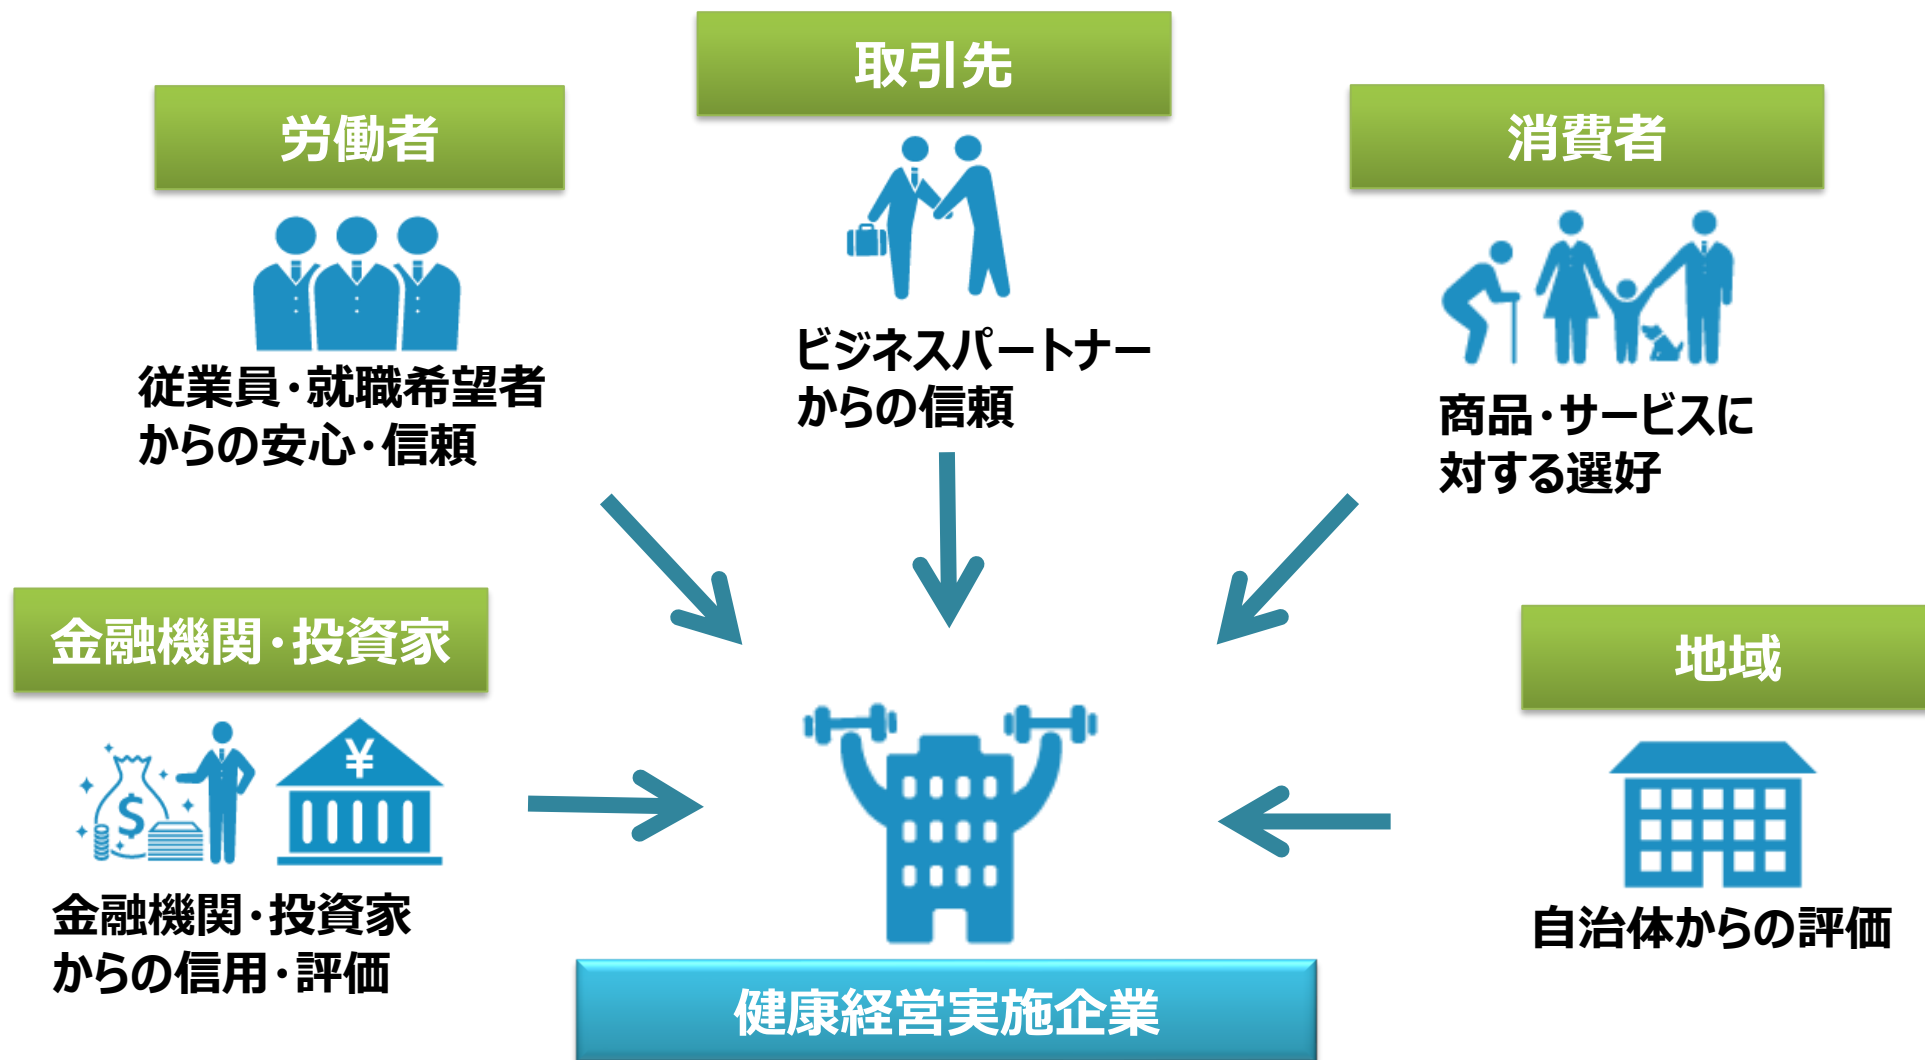 取引先
ビジネスパートナー
からの信頼
労働者
従業員・就職希望者
からの安心・信頼
消費者
商品・サービスに
対する選好
金融機関・投資家
¥
$
金融機関・投資家
からの信用・評価
地域
自治体からの評価
健康経営実施企業